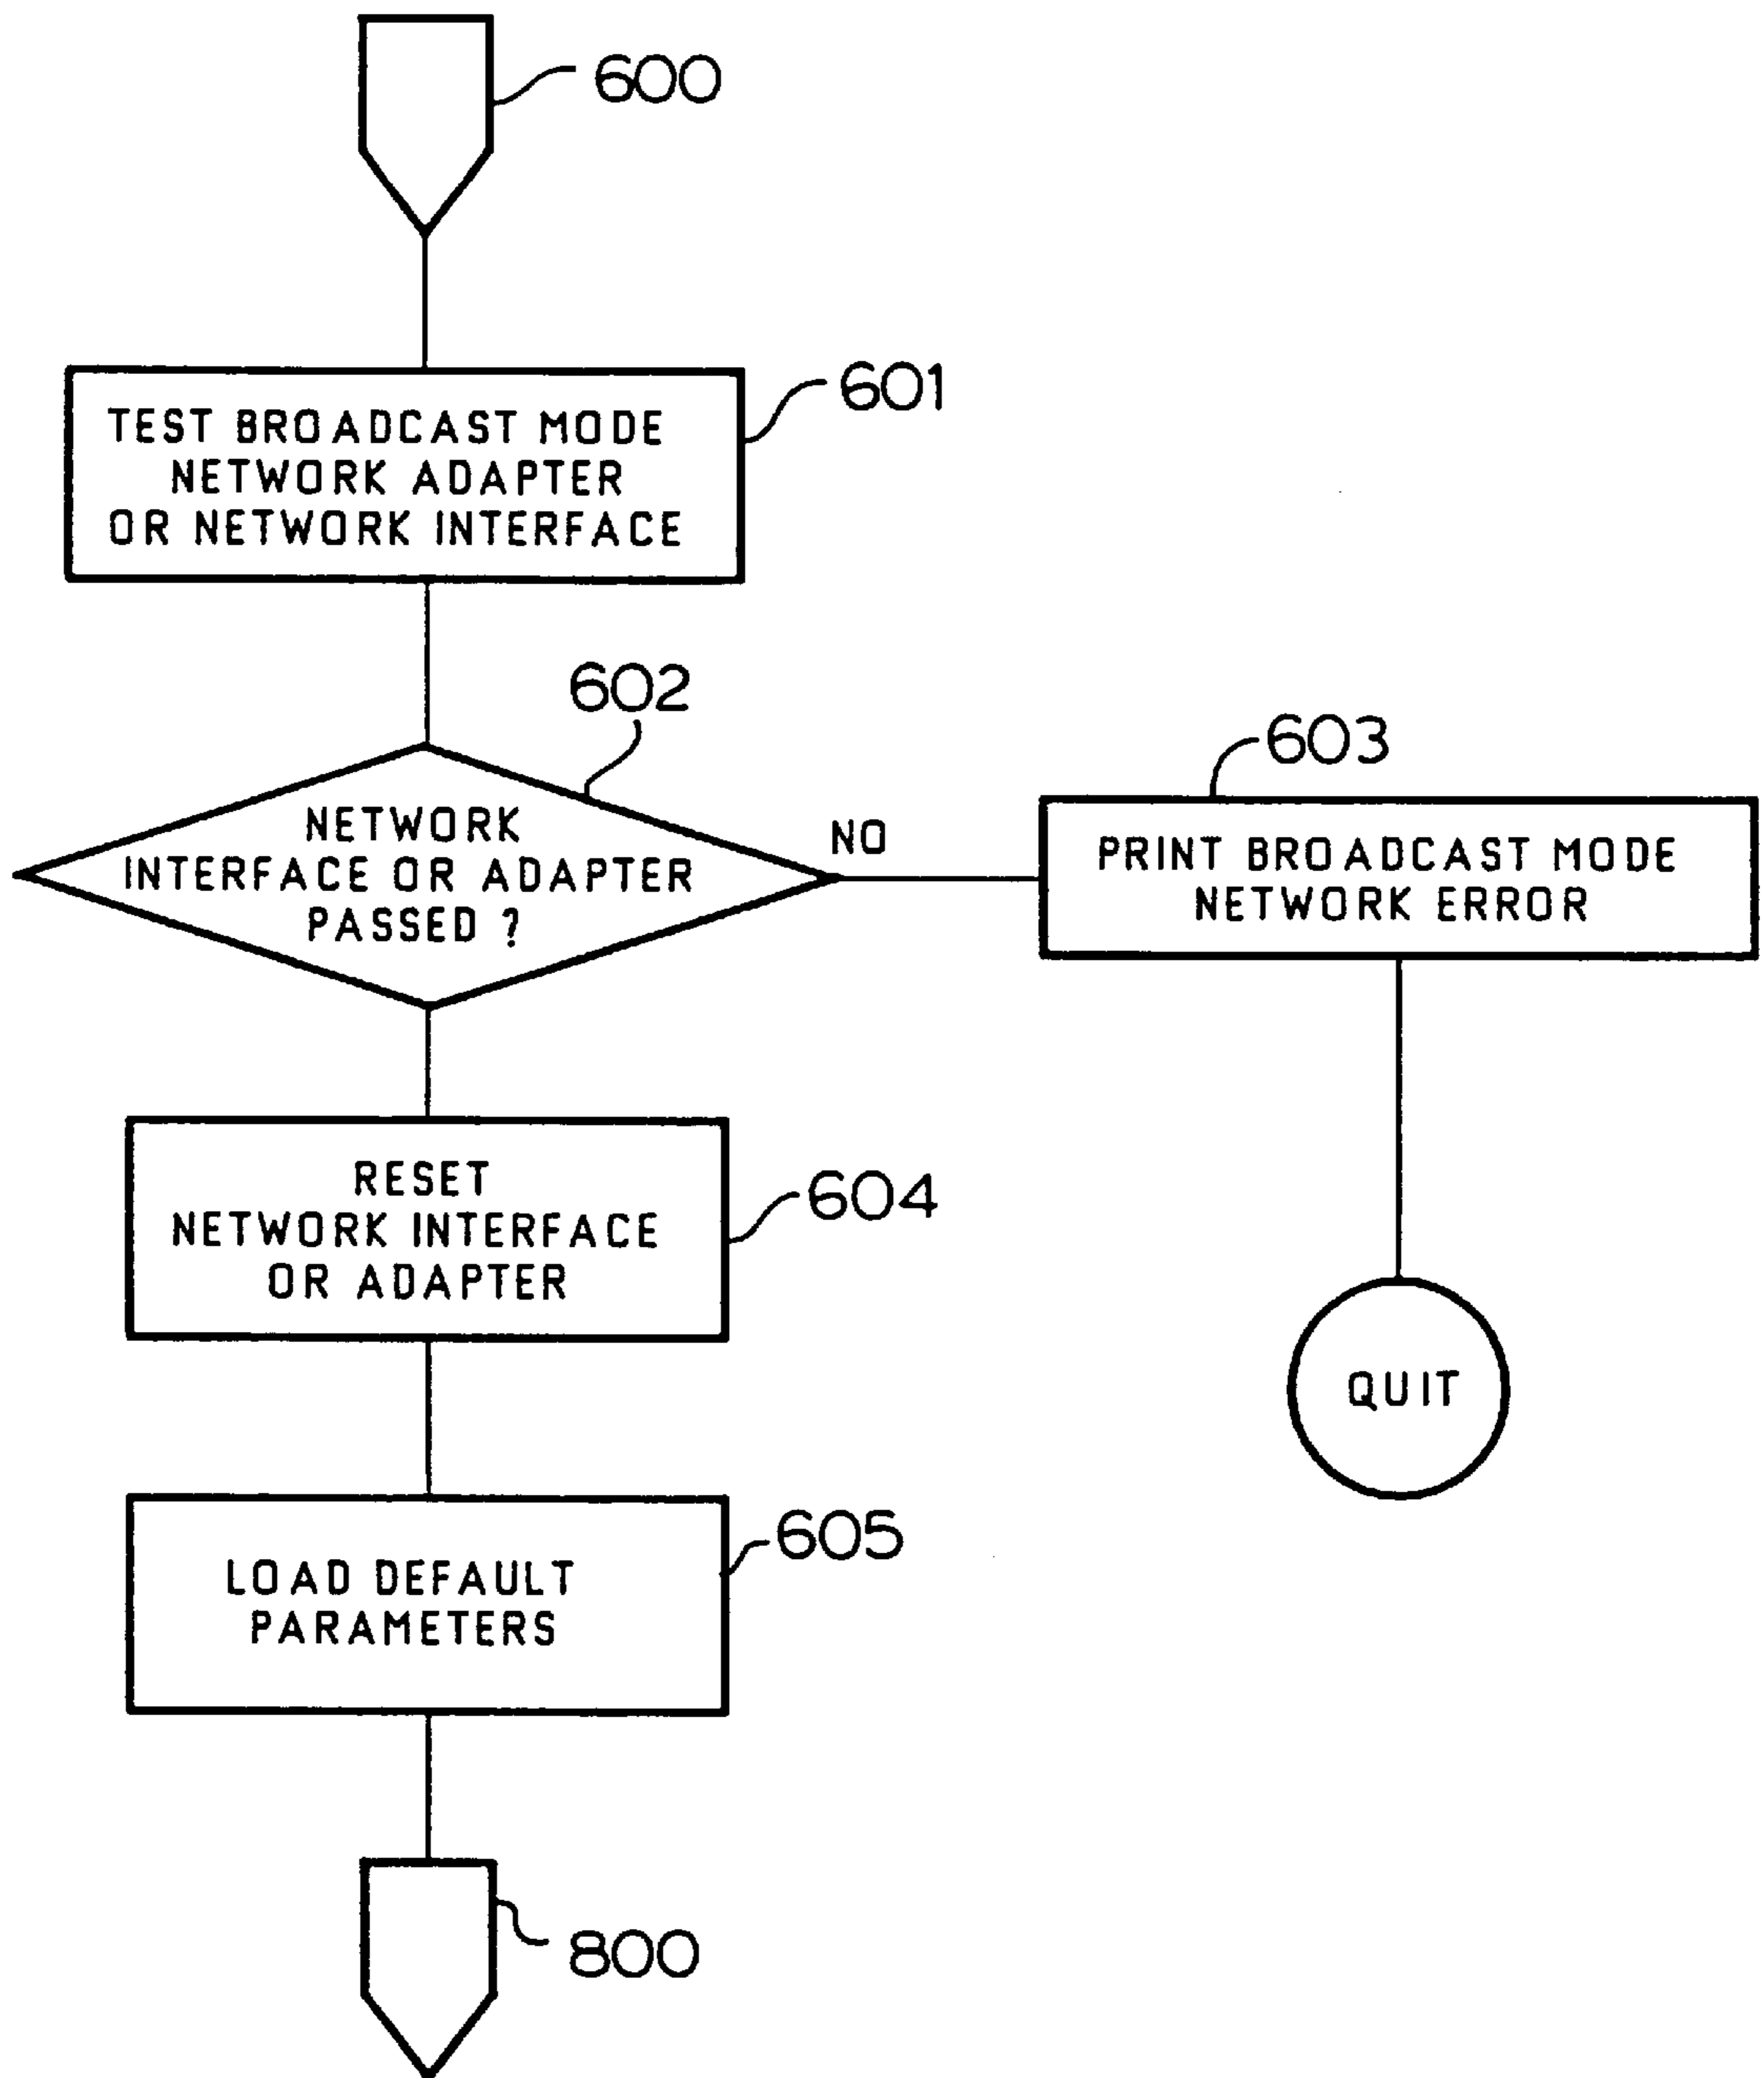 600
601
TEST BROADCAST MODE
NETWORK ADAPTER
OR NETWORK INTERFACE
602
NETWORK
INTERFACE OR ADAPTER
PASSED ?
NO
603
PRINT BROADCAST MODE
NETWORK ERROR
RESET
NETWORK INTERFACE
OR ADAPTER
604
QUIT
LOAD DEFAULT
PARAMETERS
605
800